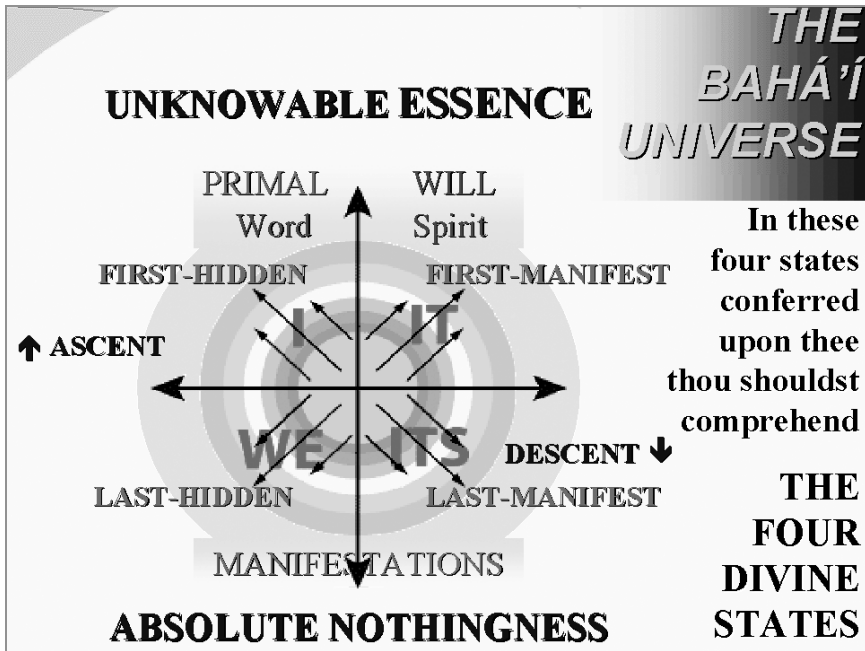 THE
BAHÁ’Í
UNIVERSE
UNKNOWABLE ESSENCE
PRIMAL WILL
Word Spirit
FIRST-HIDDEN FIRST-MANIFEST
I IT
ASCENT
WE ITS
DESCENT
LAST-HIDDEN LAST-MANIFEST
MANIFESTATIONS
ABSOLUTE NOTHINGNESS
In these
four states
conferred
upon thee
thou shouldst
comprehend
THE
FOUR
DIVINE
STATES